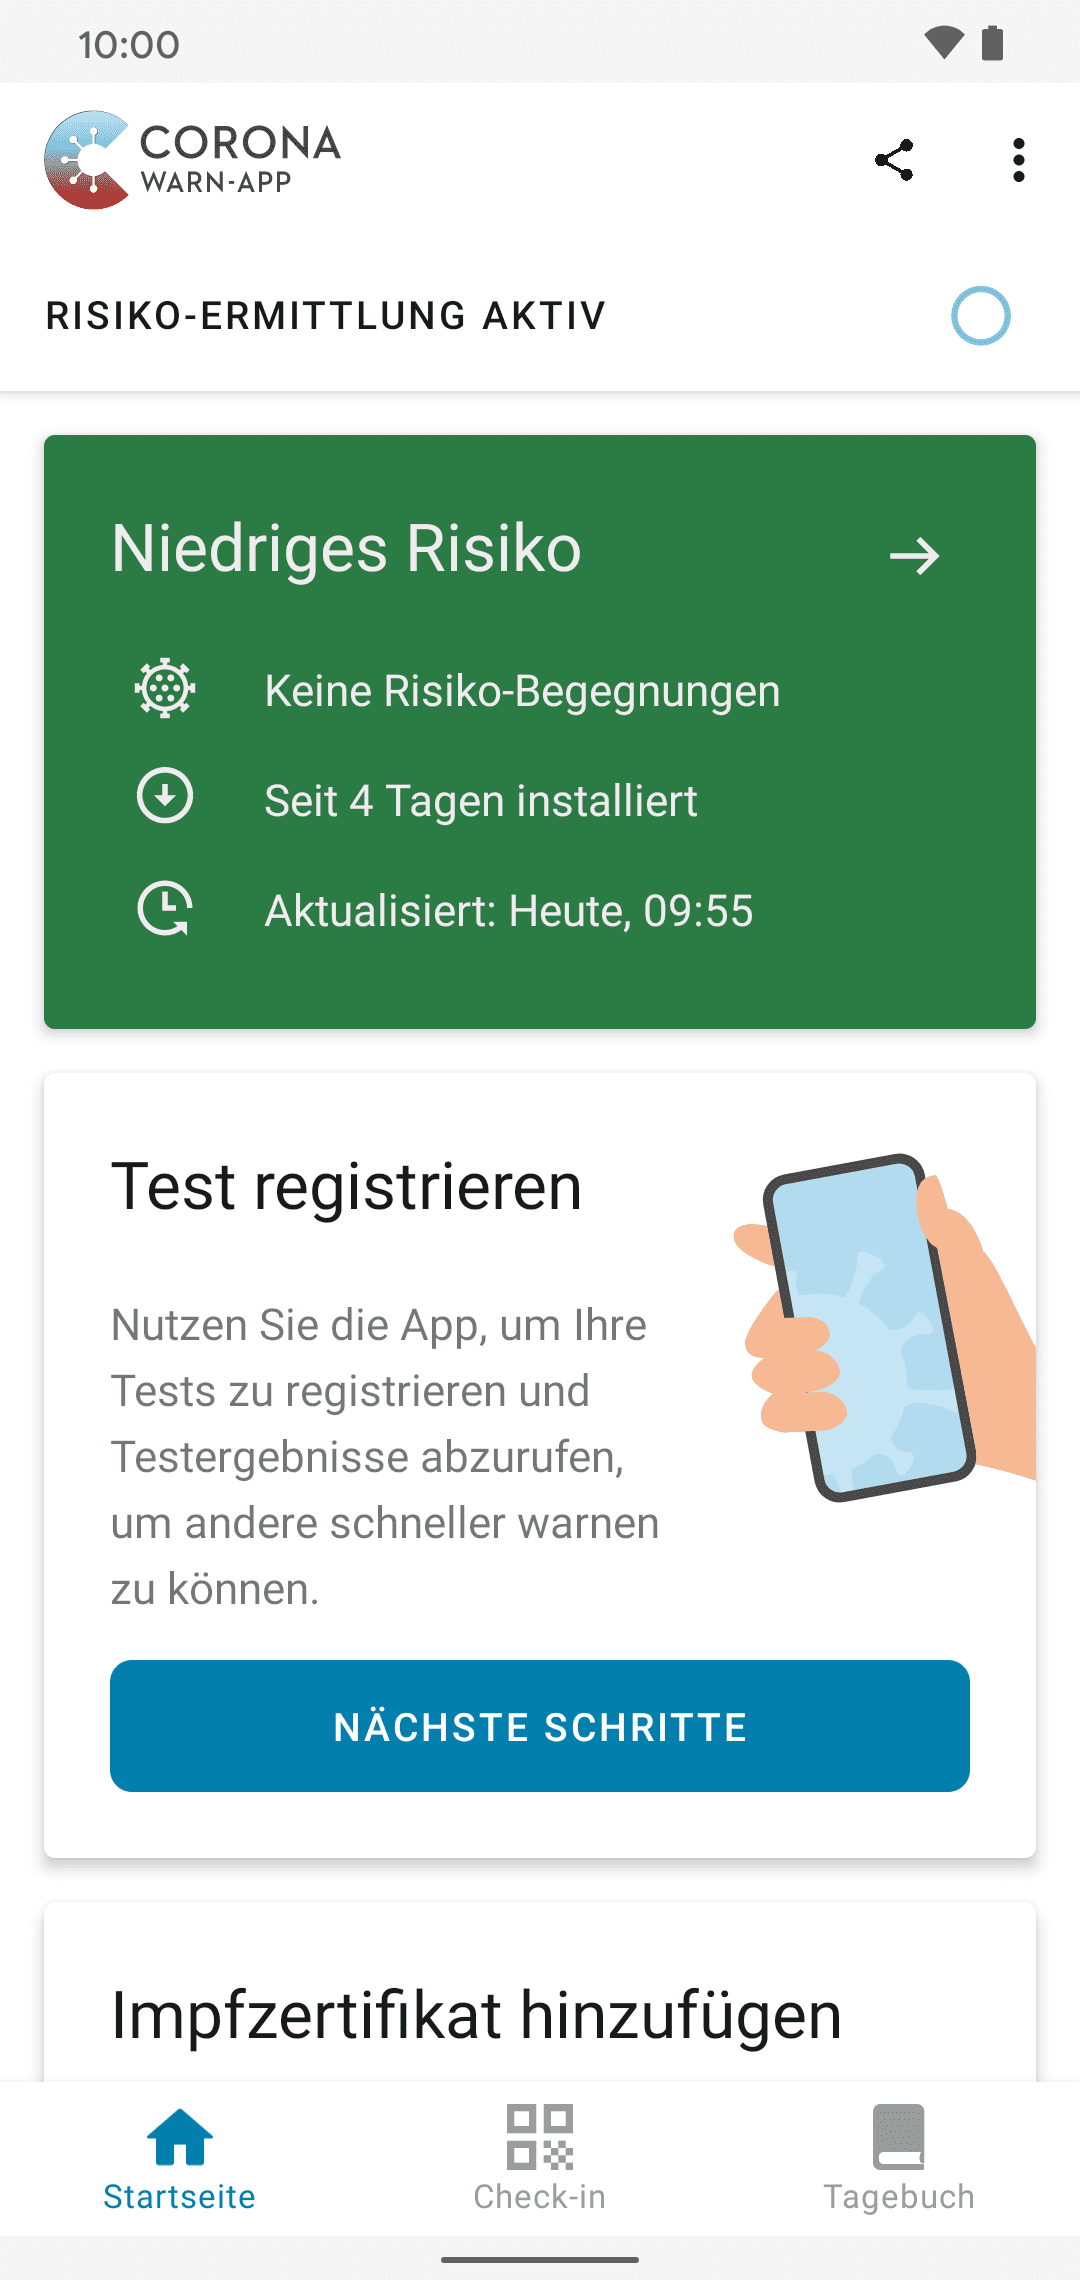 10:00
CORONA
WARN-APP
RISIKO-ERMITTLUNG AKTIV
Niedriges Risiko
Keine Risiko-Begegnungen
Seit 4 Tagen installiert
Aktualisiert: Heute, 09:55
Test registrieren
Nutzen Sie die App, um Ihre
Tests zu registrieren und
Testergebnisse abzurufen,
um andere schneller warnen
zu können.
NÄCHSTE SCHRITTE
Impfzertifikat hinzufügen
Startseite
Check-in
Tagebuch